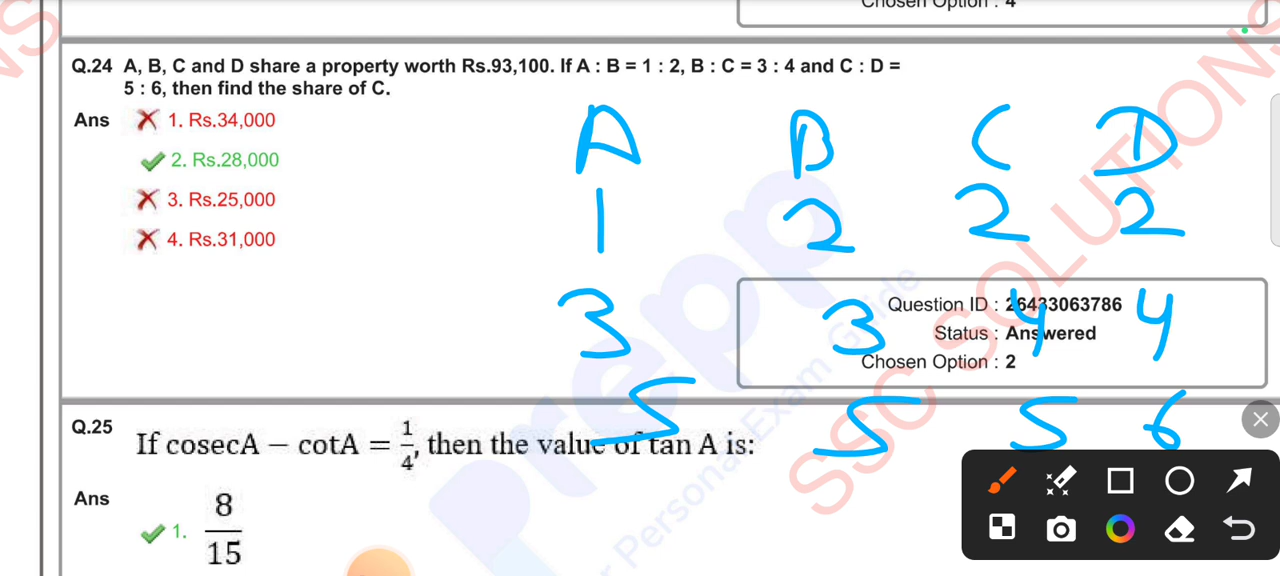 Chosen Option : 4
Q.24 A, B, C and D share a property worth Rs.93,100. If A : B = 1 : 2, B : C = 3 : 4 and C : D =
5 : 6, then find the share of C.
Ans 1. Rs.34,000
2. Rs.28,000
3. Rs.25,000
4. Rs.31,000
A B C D
1 2 2 2
3 3 4 4
5 5 5 6
Question ID : 26433063786
Status : Answered
Chosen Option : 2
Q.25 If cosecA − cotA = 1/4, then the value of tan A is:
Ans 1. 8/15
prepp
Personal Exam Guide
SSC SOLUTIONS
NS